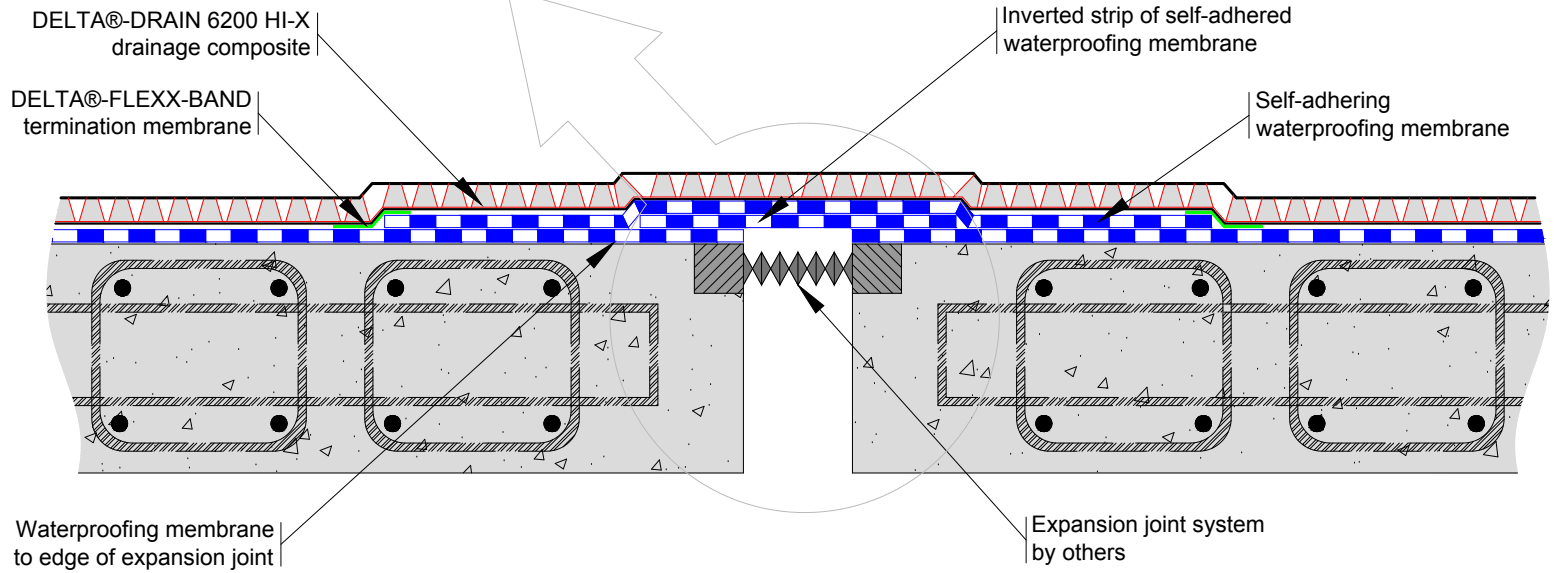 DELTA®-DRAIN 6200 HI-X
drainage composite
DELTA®-FLEXX-BAND
termination membrane
Inverted strip of self-adhered
waterproofing membrane
Self-adhering
waterproofing membrane
Waterproofing membrane
to edge of expansion joint
Expansion joint system
by others